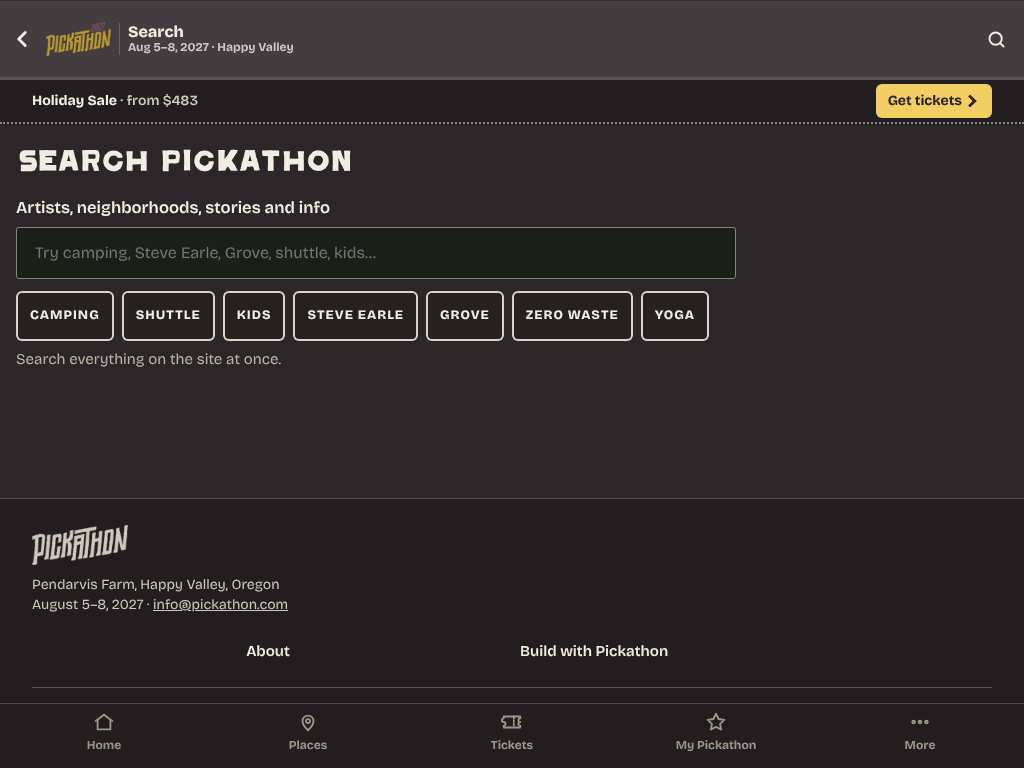 PICKATHON
Search
Aug 5–8, 2027 · Happy Valley
Holiday Sale · from $483
Get tickets
SEARCH PICKATHON
Artists, neighborhoods, stories and info
Try camping, Steve Earle, Grove, shuttle, kids...
CAMPING SHUTTLE KIDS STEVE EARLE GROVE ZERO WASTE YOGA
Search everything on the site at once.
PICKATHON
Pendarvis Farm, Happy Valley, Oregon
August 5–8, 2027 · info@pickathon.com
About Build with Pickathon
Home Places Tickets My Pickathon More